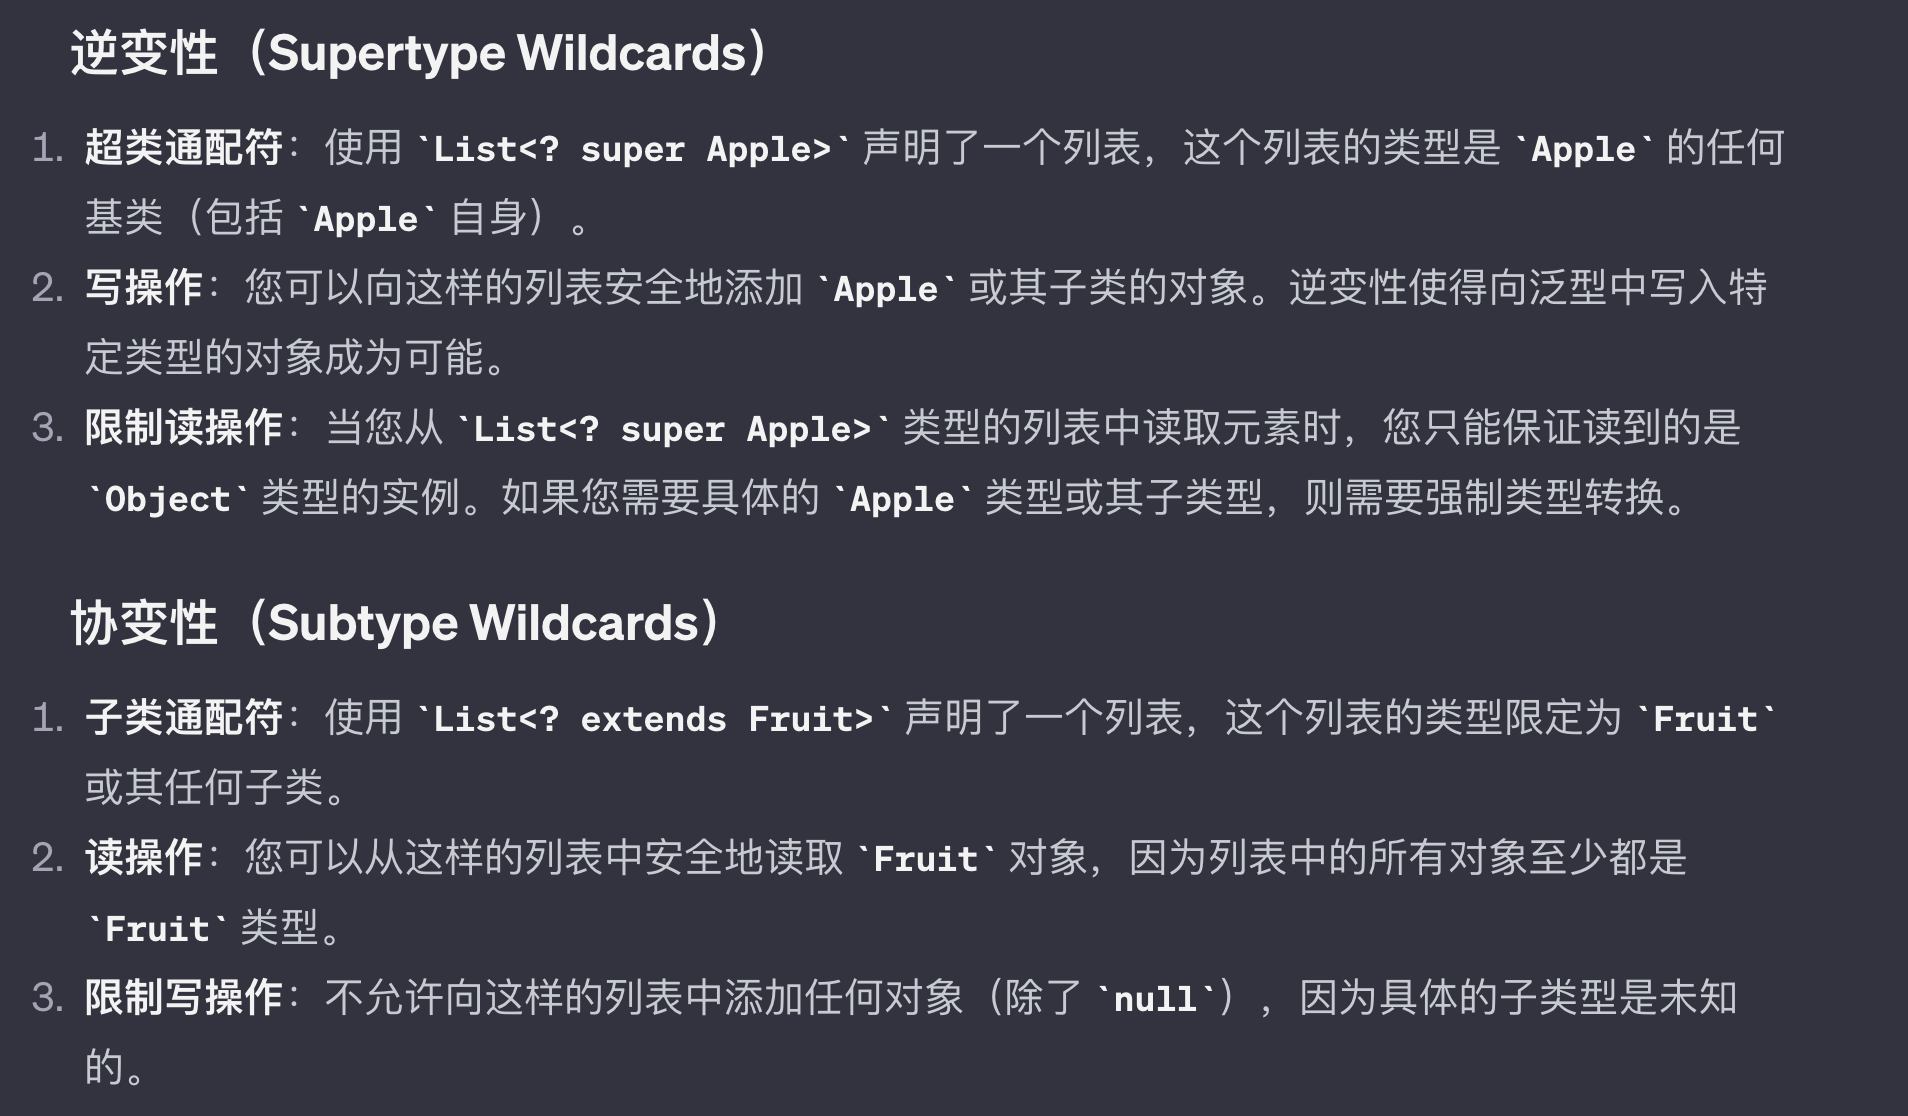 逆变性（Supertype Wildcards）
1. 超类通配符：使用 `List<? super Apple>` 声明了一个列表，这个列表的类型是 `Apple` 的任何
基类（包括 `Apple` 自身）。
2. 写操作：您可以向这样的列表安全地添加 `Apple` 或其子类的对象。逆变性使得向泛型中写入特
定类型的对象成为可能。
3. 限制读操作：当您从 `List<? super Apple>` 类型的列表中读取元素时，您只能保证读到的是
`Object` 类型的实例。如果您需要具体的 `Apple` 类型或其子类型，则需要强制类型转换。
协变性（Subtype Wildcards）
1. 子类通配符：使用 `List<? extends Fruit>` 声明了一个列表，这个列表的类型限定为 `Fruit`
或其任何子类。
2. 读操作：您可以从这样的列表中安全地读取 `Fruit` 对象，因为列表中的所有对象至少都是
`Fruit` 类型。
3. 限制写操作：不允许向这样的列表中添加任何对象（除了 `null`），因为具体的子类型是未知
的。